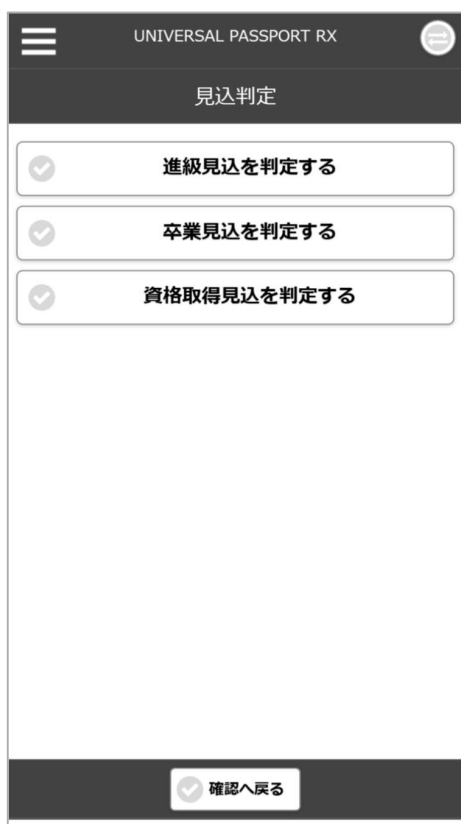 UNIVERSAL PASSPORT RX
見込判定
進級見込を判定する
卒業見込を判定する
資格取得見込を判定する
確認へ戻る